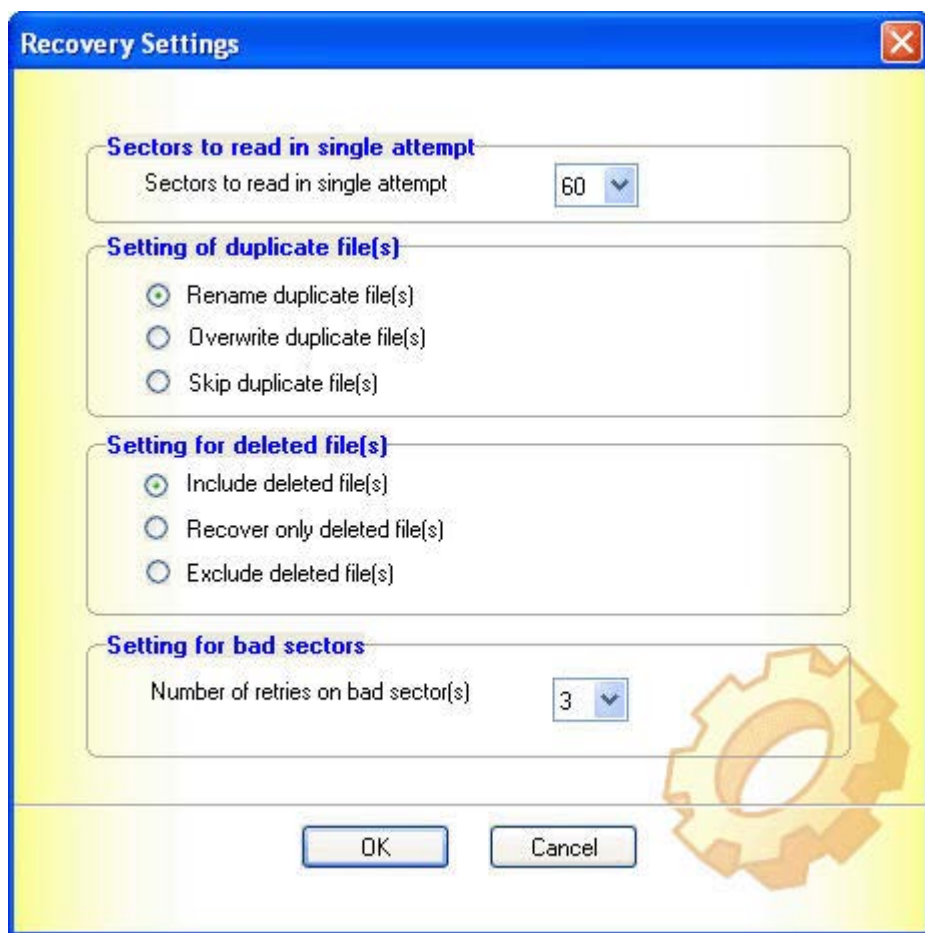 Recovery Settings
Sectors to read in single attempt
Sectors to read in single attempt 60
Setting of duplicate file(s)
Rename duplicate file(s)
Overwrite duplicate file(s)
Skip duplicate file(s)
Setting for deleted file(s)
Include deleted file(s)
Recover only deleted file(s)
Exclude deleted file(s)
Setting for bad sectors
Number of retries on bad sector(s) 3
OK Cancel